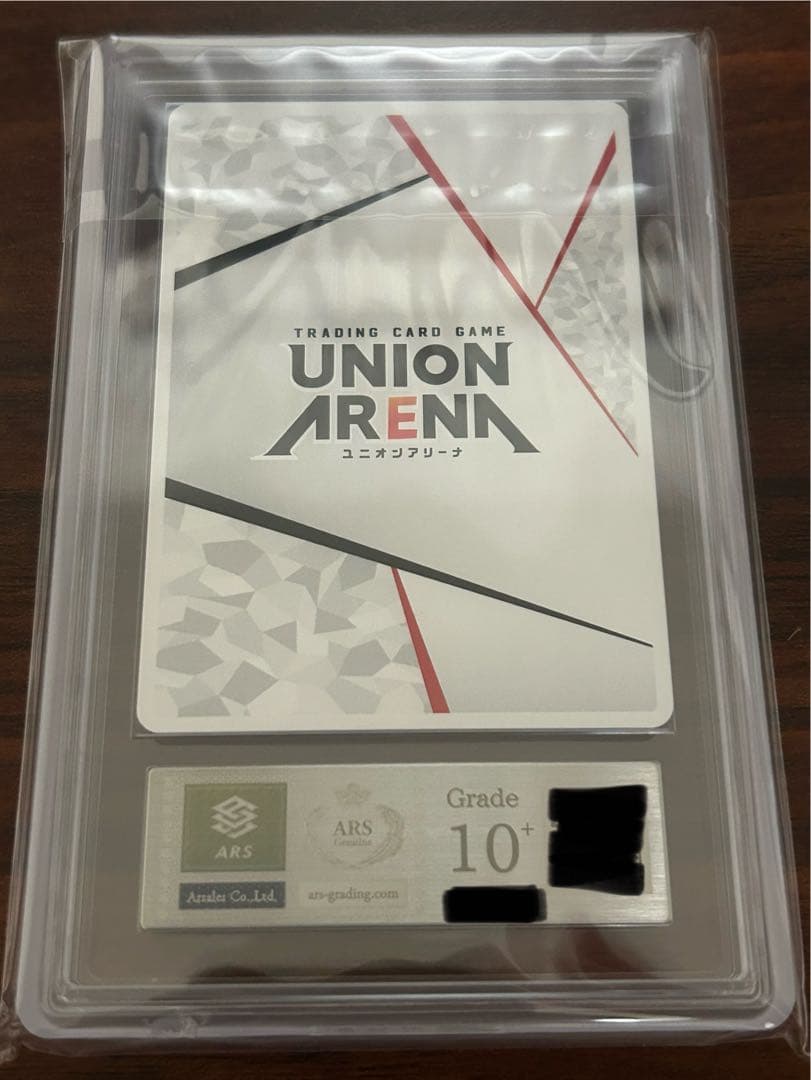 TRADING CARD GAME
UNION
ARENA
ユニオンアリーナ
ARS
Arsales Co.,Ltd.
ARS
Genuine
ars-grading.com
Grade
10+